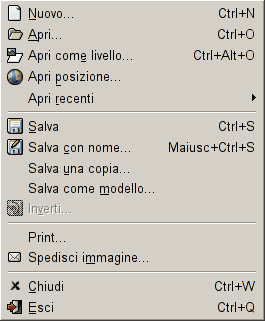 Nuovo... Ctrl+N
Apri... Ctrl+O
Apri come livello... Ctrl+Alt+O
Apri posizione...
Apri recenti
Salva Ctrl+S
Salva con nome... Maiusc+Ctrl+S
Salva una copia...
Salva come modello...
Inverti...
Print...
Spedisci immagine...
Chiudi Ctrl+W
Esci Ctrl+Q